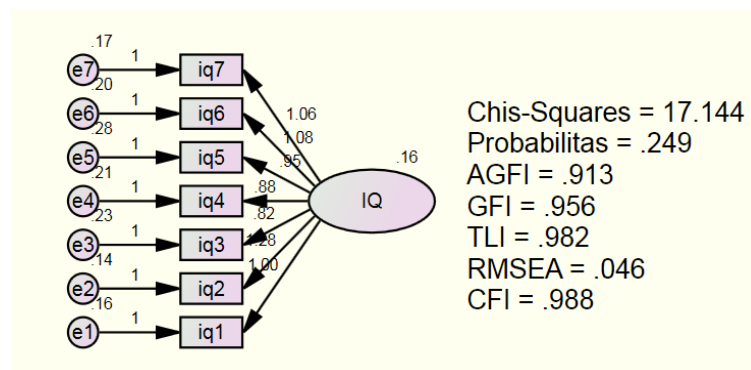 .17
e7 1 iq7
.20
e6 1 iq6 1.06
.28 1.08
e5 1 iq5 .95 .16
.21
e4 1 iq4 .88 IQ
.23 .82
e3 1 iq3 1.28
.14 1.00
e2 1 iq2
.16
e1 1 iq1
Chis-Squares = 17.144
Probabilitas = .249
AGFI = .913
GFI = .956
TLI = .982
RMSEA = .046
CFI = .988